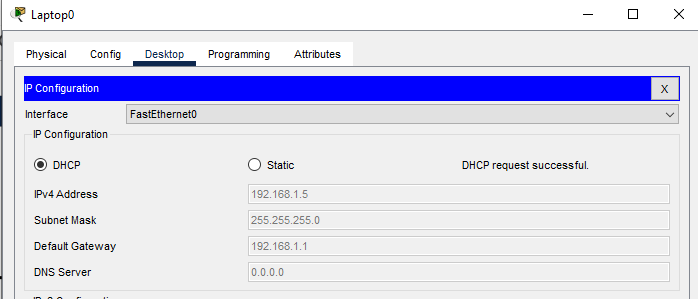 Laptop0
Physical Config Desktop Programming Attributes
IP Configuration X
Interface FastEthernet0
IP Configuration
DHCP Static DHCP request successful.
IPv4 Address 192.168.1.5
Subnet Mask 255.255.255.0
Default Gateway 192.168.1.1
DNS Server 0.0.0.0